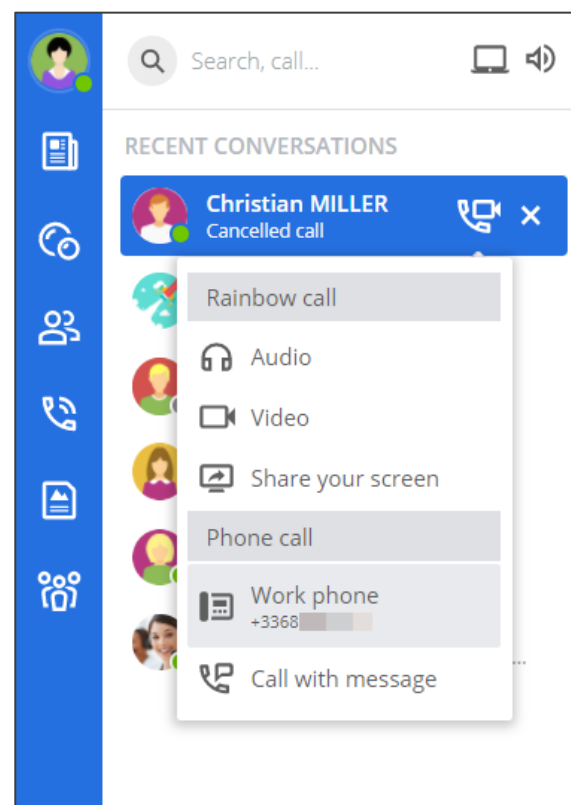 Search, call...
RECENT CONVERSATIONS
Christian MILLER
Cancelled call
Rainbow call
Audio
Video
Share your screen
Phone call
Work phone
+3368
Call with message
...